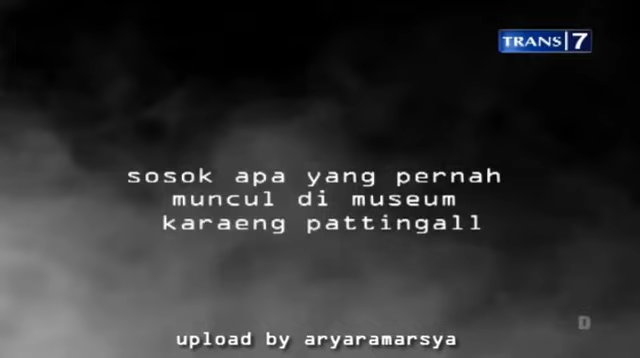 TRANS|7
sosok apa yang pernah
muncul di museum
karaeng pattingall
D
upload by aryaramarsya